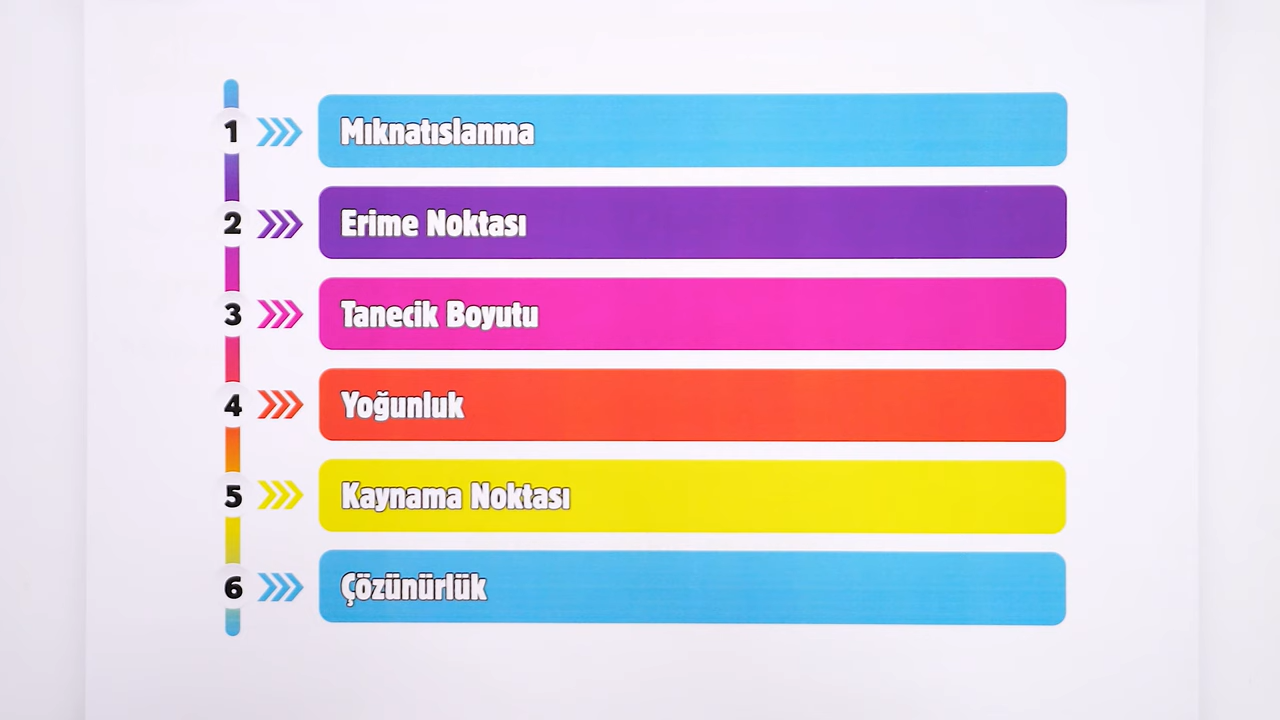 1 Mıknatıslanma
2 Erime Noktası
3 Tanecik Boyutu
4 Yoğunluk
5 Kaynama Noktası
6 Çözünürlük